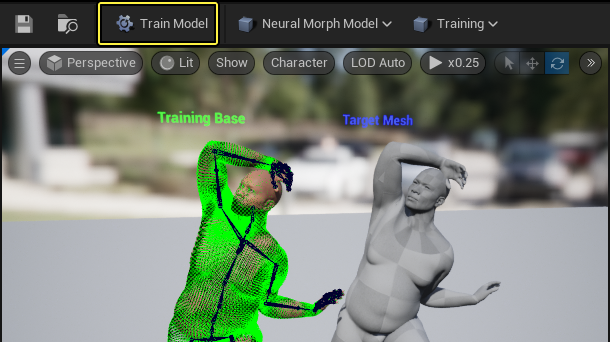 Train Model
Neural Morph Model
Training
Perspective
Lit
Show
Character
LOD Auto
x0.25
Training Base
Target Mesh